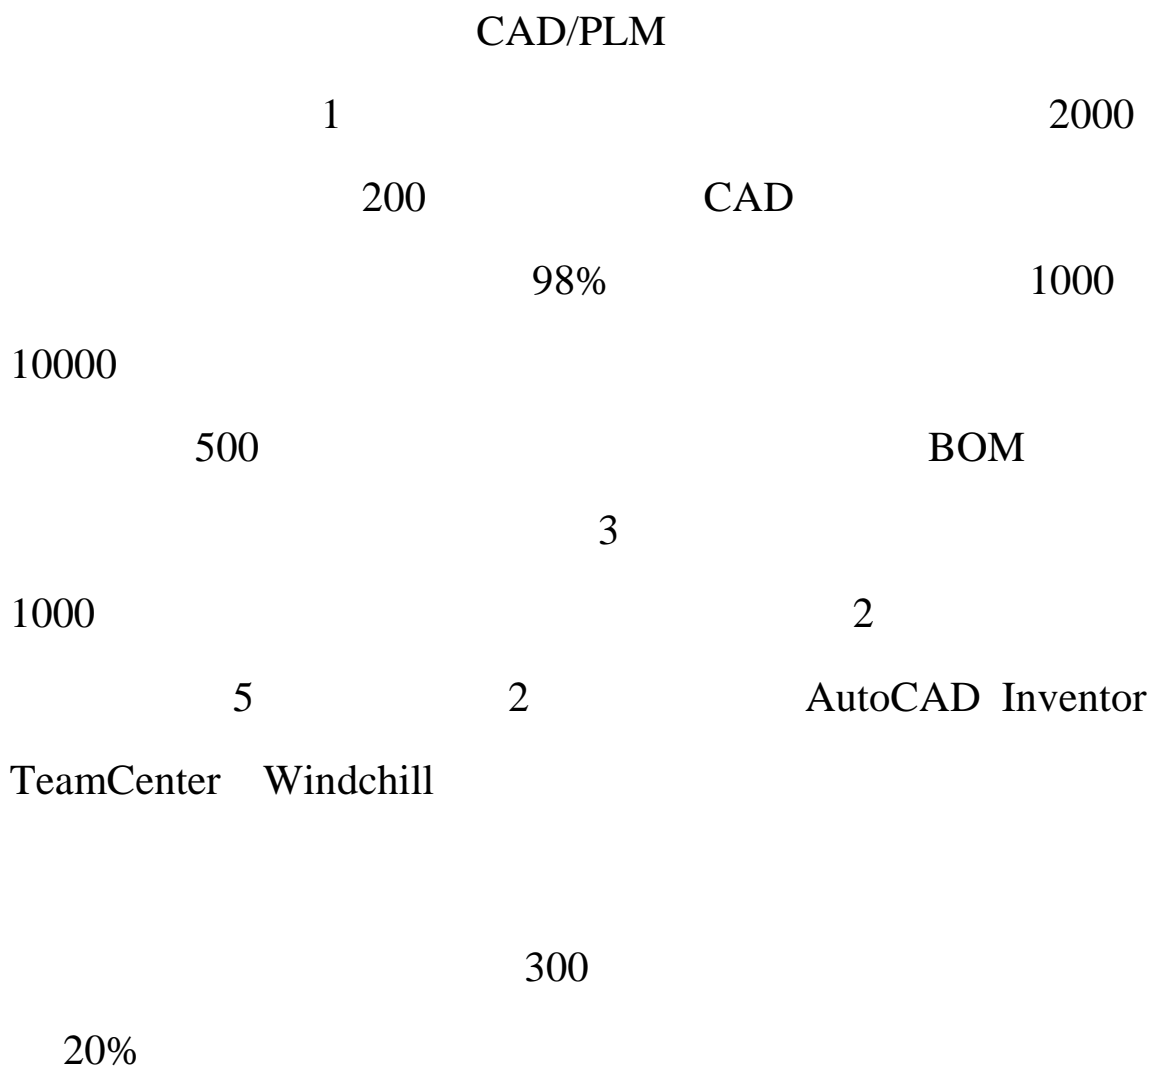 CAD/PLM
1 2000
200 CAD
98% 1000
10000
500 BOM
3
1000 2
5 2 AutoCAD Inventor
TeamCenter Windchill
300
20%